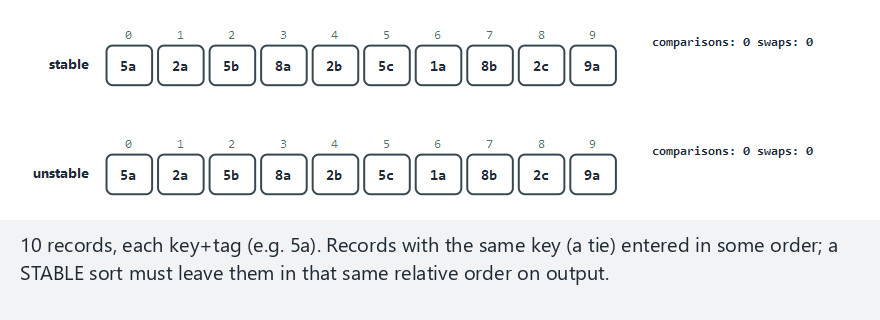 0 1 2 3 4 5 6 7 8 9
stable 5a 2a 5b 8a 2b 5c 1a 8b 2c 9a
comparisons: 0 swaps: 0
0 1 2 3 4 5 6 7 8 9
unstable 5a 2a 5b 8a 2b 5c 1a 8b 2c 9a
comparisons: 0 swaps: 0
10 records, each key+tag (e.g. 5a). Records with the same key (a tie) entered in some order; a
STABLE sort must leave them in that same relative order on output.